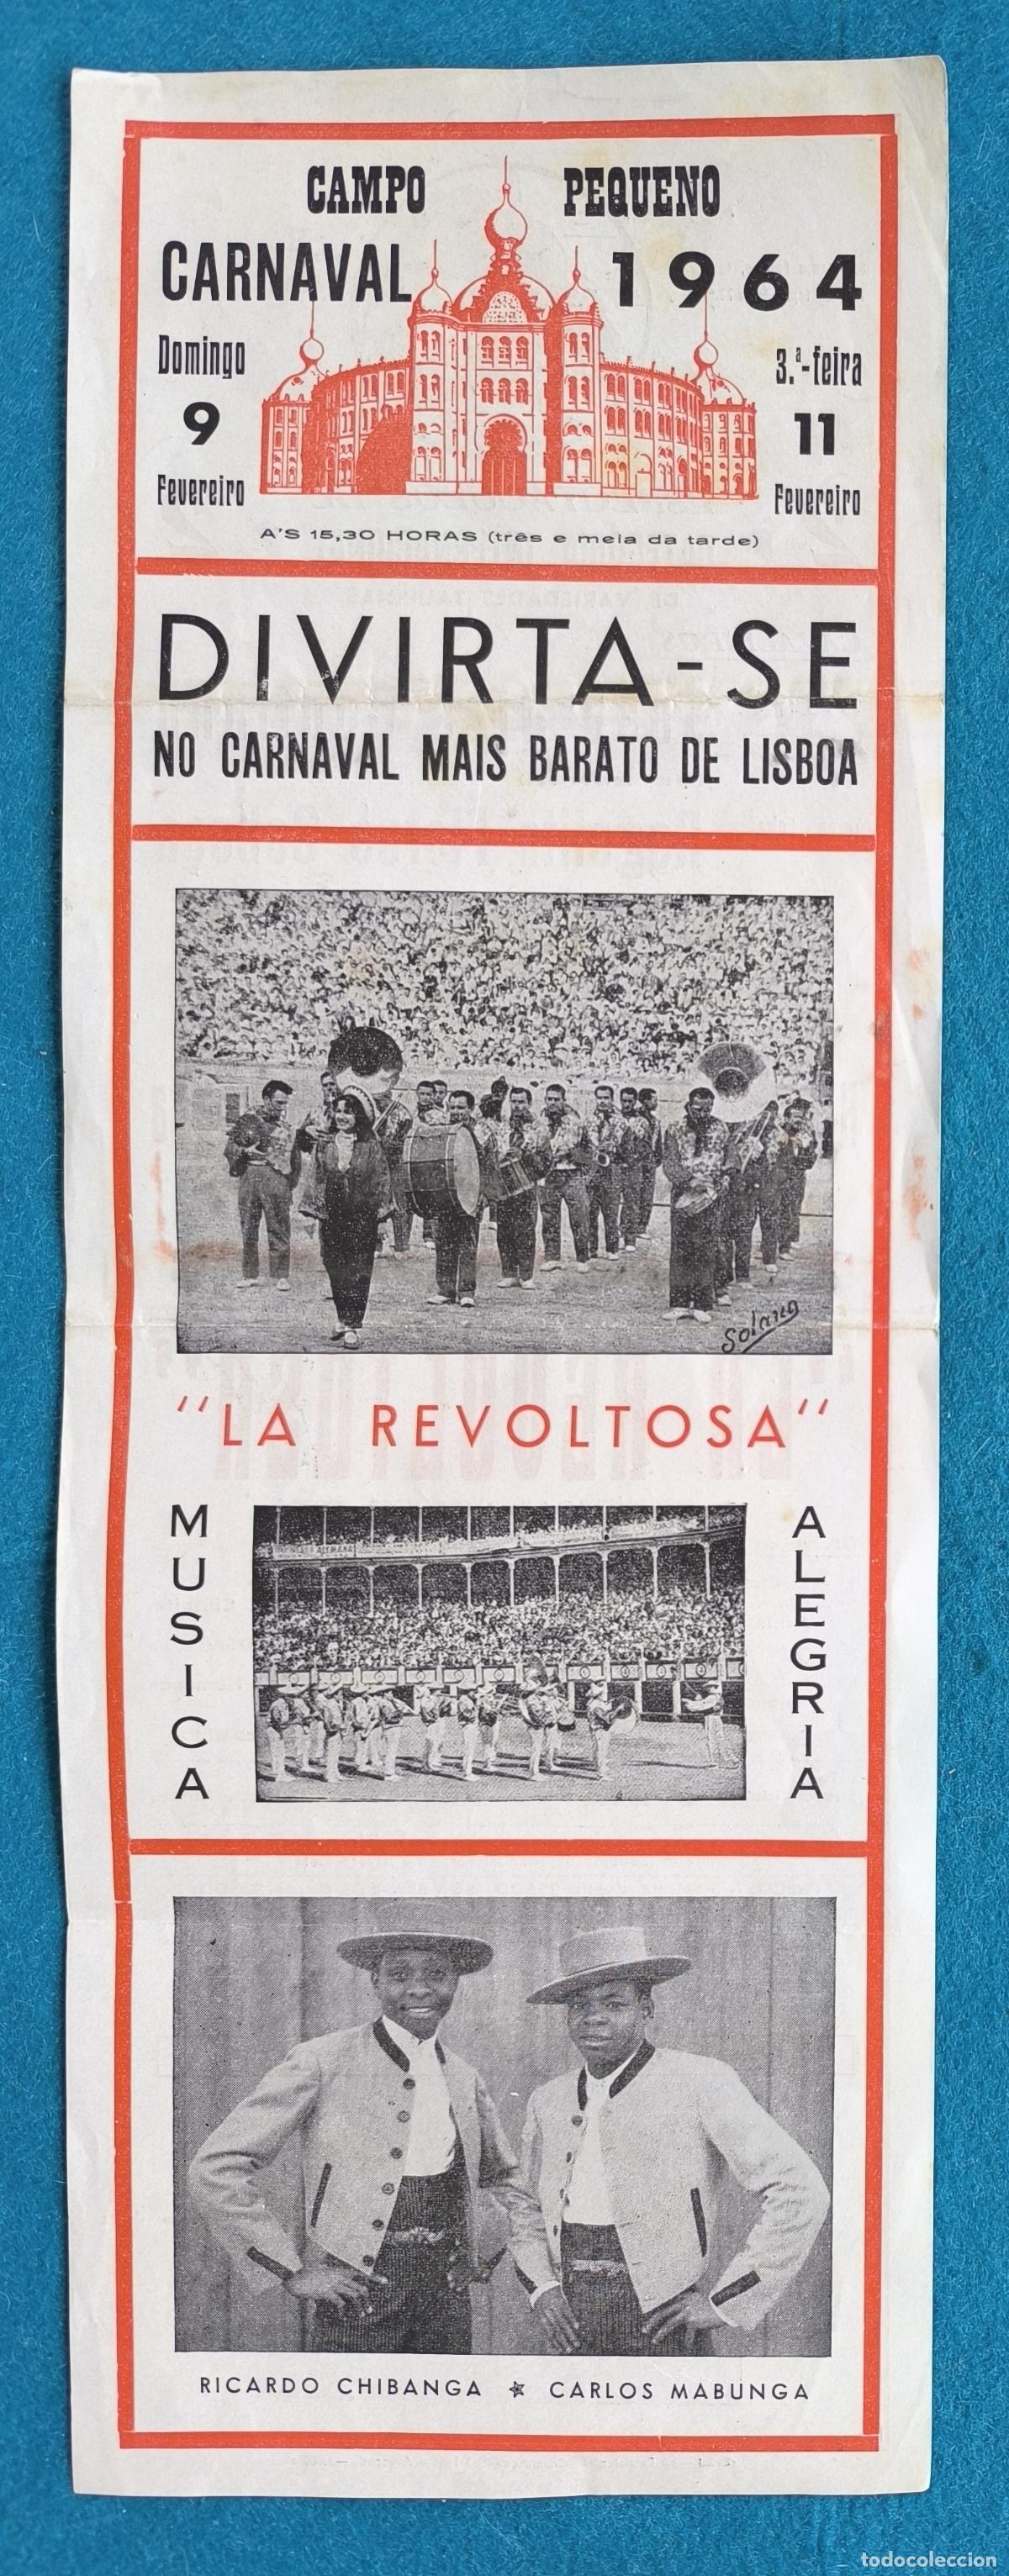 CAMPO PEQUENO
CARNAVAL 1964
Domingo
9
Fevereiro
3.ª-feira
11
Fevereiro
A'S 15,30 HORAS (três e meia da tarde)
DIVIRTA-SE
NO CARNAVAL MAIS BARATO DE LISBOA
Solano
"LA REVOLTOSA"
MUSICA
ALEGRIA
RICARDO CHIBANGA ★ CARLOS MABUNGA
todocoleccion